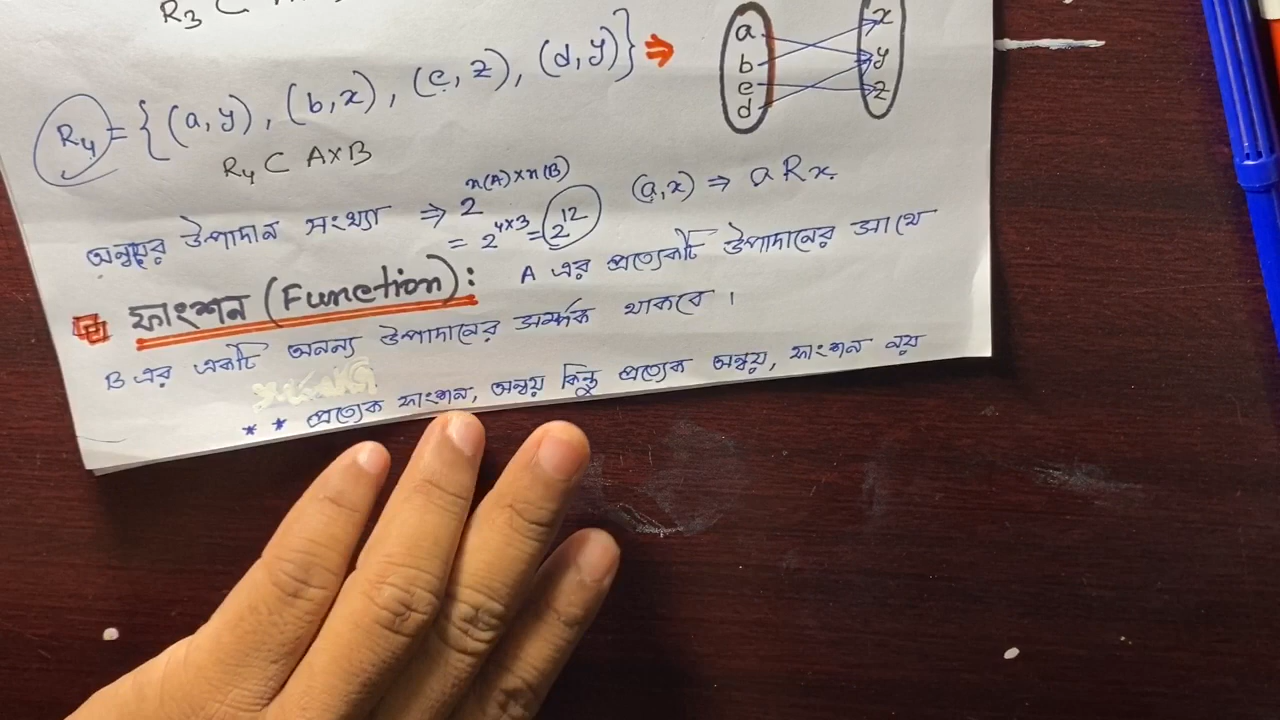 R₃ ⊂
R₄ = {(a,y), (b,x), (c,z), (d,y)} ⇒
a b c d
x y z
R₄ ⊂ A×B
অন্বয়ের উপাদান সংখ্যা ⇒ 2^{n(A)×n(B)} (a,x) ⇒ a R x.
= 2^{4×3} = 2^{12}
ফাংশন (Function): A এর প্রত্যেকটি উপাদানের সাথে
B এর একটি অনন্য উপাদানের সম্পর্ক থাকবে ।
* * প্রত্যেক ফাংশন, অন্বয় কিন্তু প্রত্যেক অন্বয়, ফাংশন নয়